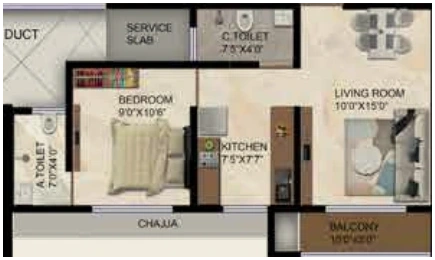 DUCT
SERVICE
SLAB
C.TOILET
7'5"X4'0"
BEDROOM
9'0"X10'6"
LIVING ROOM
10'0"X15'0"
A.TOILET
7'0"X4'0"
KITCHEN
7'5"X7'7"
CHAJJA
BALCONY